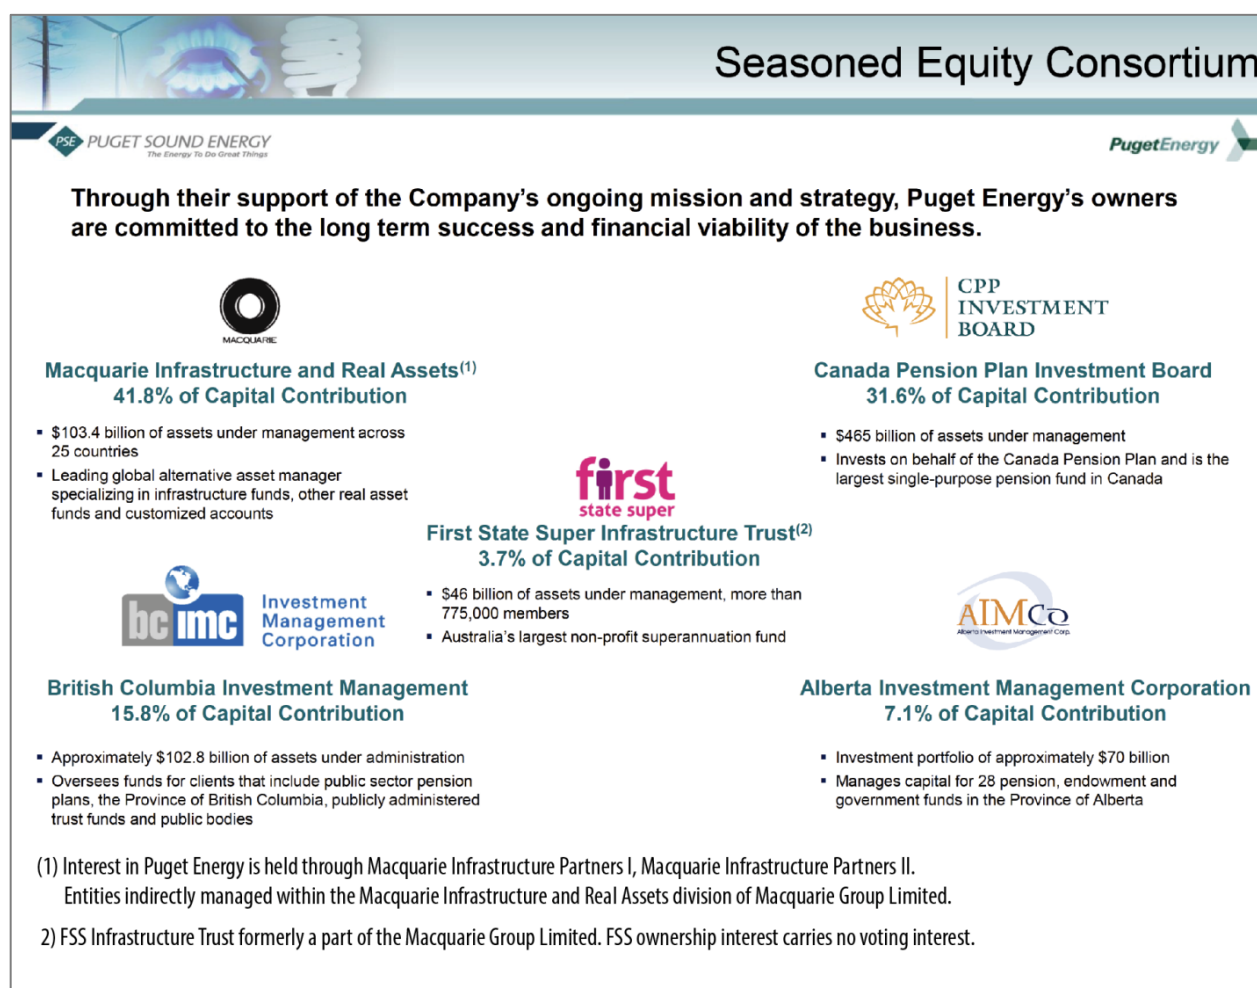 Seasoned Equity Consortium
PSE PUGET SOUND ENERGY
The Energy To Do Great Things
PugetEnergy
Through their support of the Company's ongoing mission and strategy, Puget Energy's owners
are committed to the long term success and financial viability of the business.
MACQUARIE
Macquarie Infrastructure and Real Assets(1)
41.8% of Capital Contribution
▪ $103.4 billion of assets under management across
25 countries
▪ Leading global alternative asset manager
specializing in infrastructure funds, other real asset
funds and customized accounts
CPP
INVESTMENT
BOARD
Canada Pension Plan Investment Board
31.6% of Capital Contribution
▪ $465 billion of assets under management
▪ Invests on behalf of the Canada Pension Plan and is the
largest single-purpose pension fund in Canada
first
state super
First State Super Infrastructure Trust(2)
3.7% of Capital Contribution
▪ $46 billion of assets under management, more than
775,000 members
▪ Australia's largest non-profit superannuation fund
bc imc
Investment
Management
Corporation
British Columbia Investment Management
15.8% of Capital Contribution
▪ Approximately $102.8 billion of assets under administration
▪ Oversees funds for clients that include public sector pension
plans, the Province of British Columbia, publicly administered
trust funds and public bodies
AIMCo
Alberta Investment Management Corp.
Alberta Investment Management Corporation
7.1% of Capital Contribution
▪ Investment portfolio of approximately $70 billion
▪ Manages capital for 28 pension, endowment and
government funds in the Province of Alberta
(1) Interest in Puget Energy is held through Macquarie Infrastructure Partners I, Macquarie Infrastructure Partners II.
Entities indirectly managed within the Macquarie Infrastructure and Real Assets division of Macquarie Group Limited.
2) FSS Infrastructure Trust formerly a part of the Macquarie Group Limited. FSS ownership interest carries no voting interest.